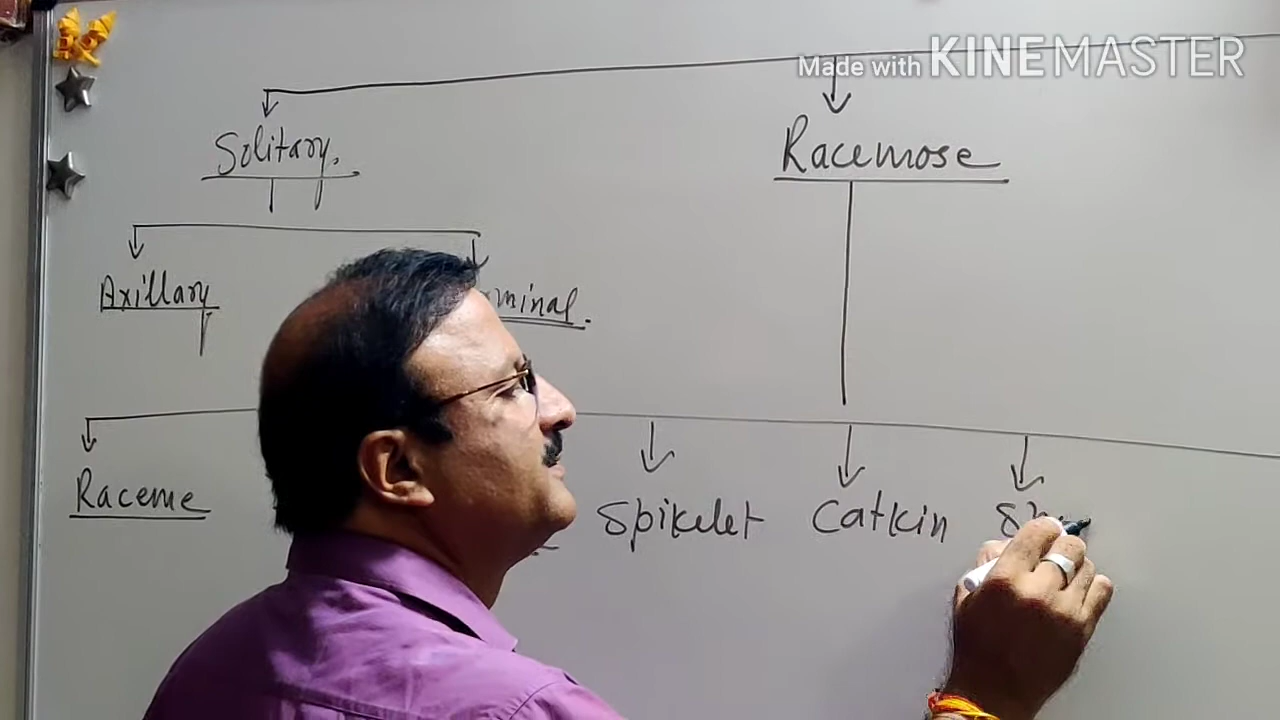 Made with KINEMASTER
Solitary.
Racemose
Axillary
minal.
Raceme
Spikelet
Catkin